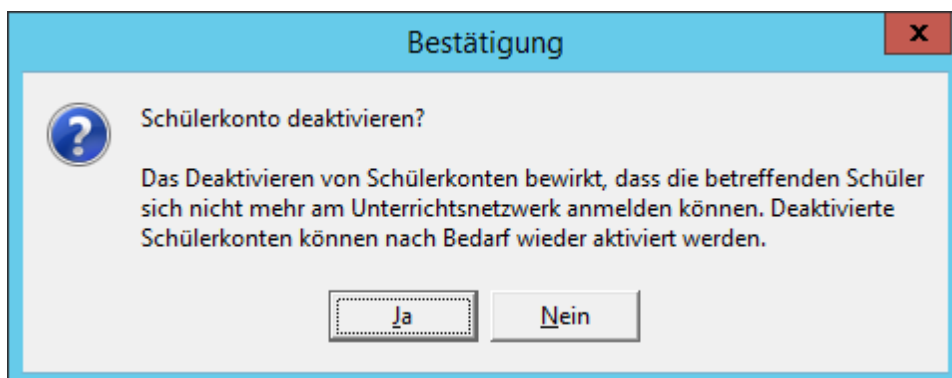 Bestätigung
x
?
Schülerkonto deaktivieren?
Das Deaktivieren von Schülerkonten bewirkt, dass die betreffenden Schüler
sich nicht mehr am Unterrichtsnetzwerk anmelden können. Deaktivierte
Schülerkonten können nach Bedarf wieder aktiviert werden.
Ja
Nein